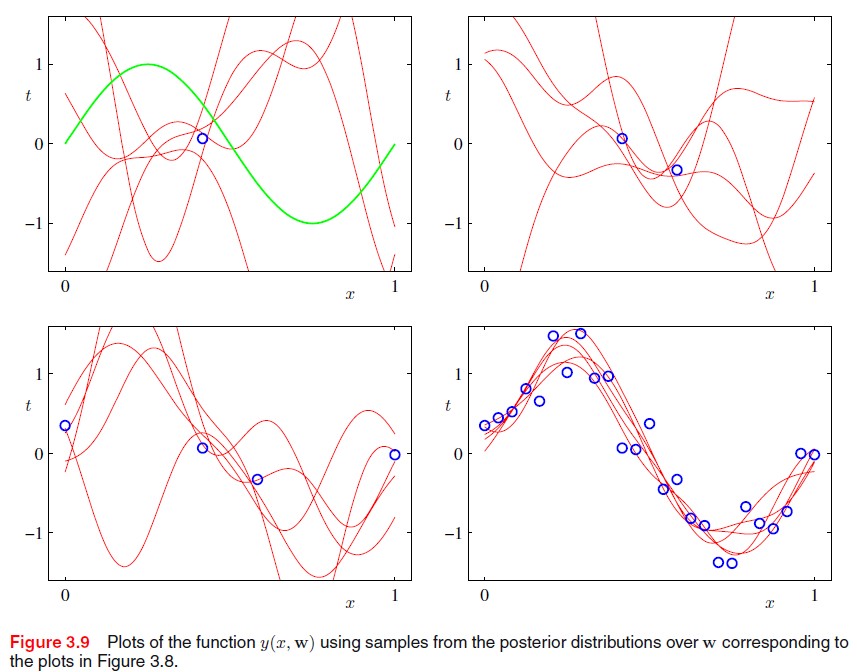 1
t
0
−1
0
x
1
1
t
0
−1
0
x
1
1
t
0
−1
0
x
1
1
t
0
−1
0
x
1
Figure 3.9 Plots of the function y(x, w) using samples from the posterior distributions over w corresponding to
the plots in Figure 3.8.